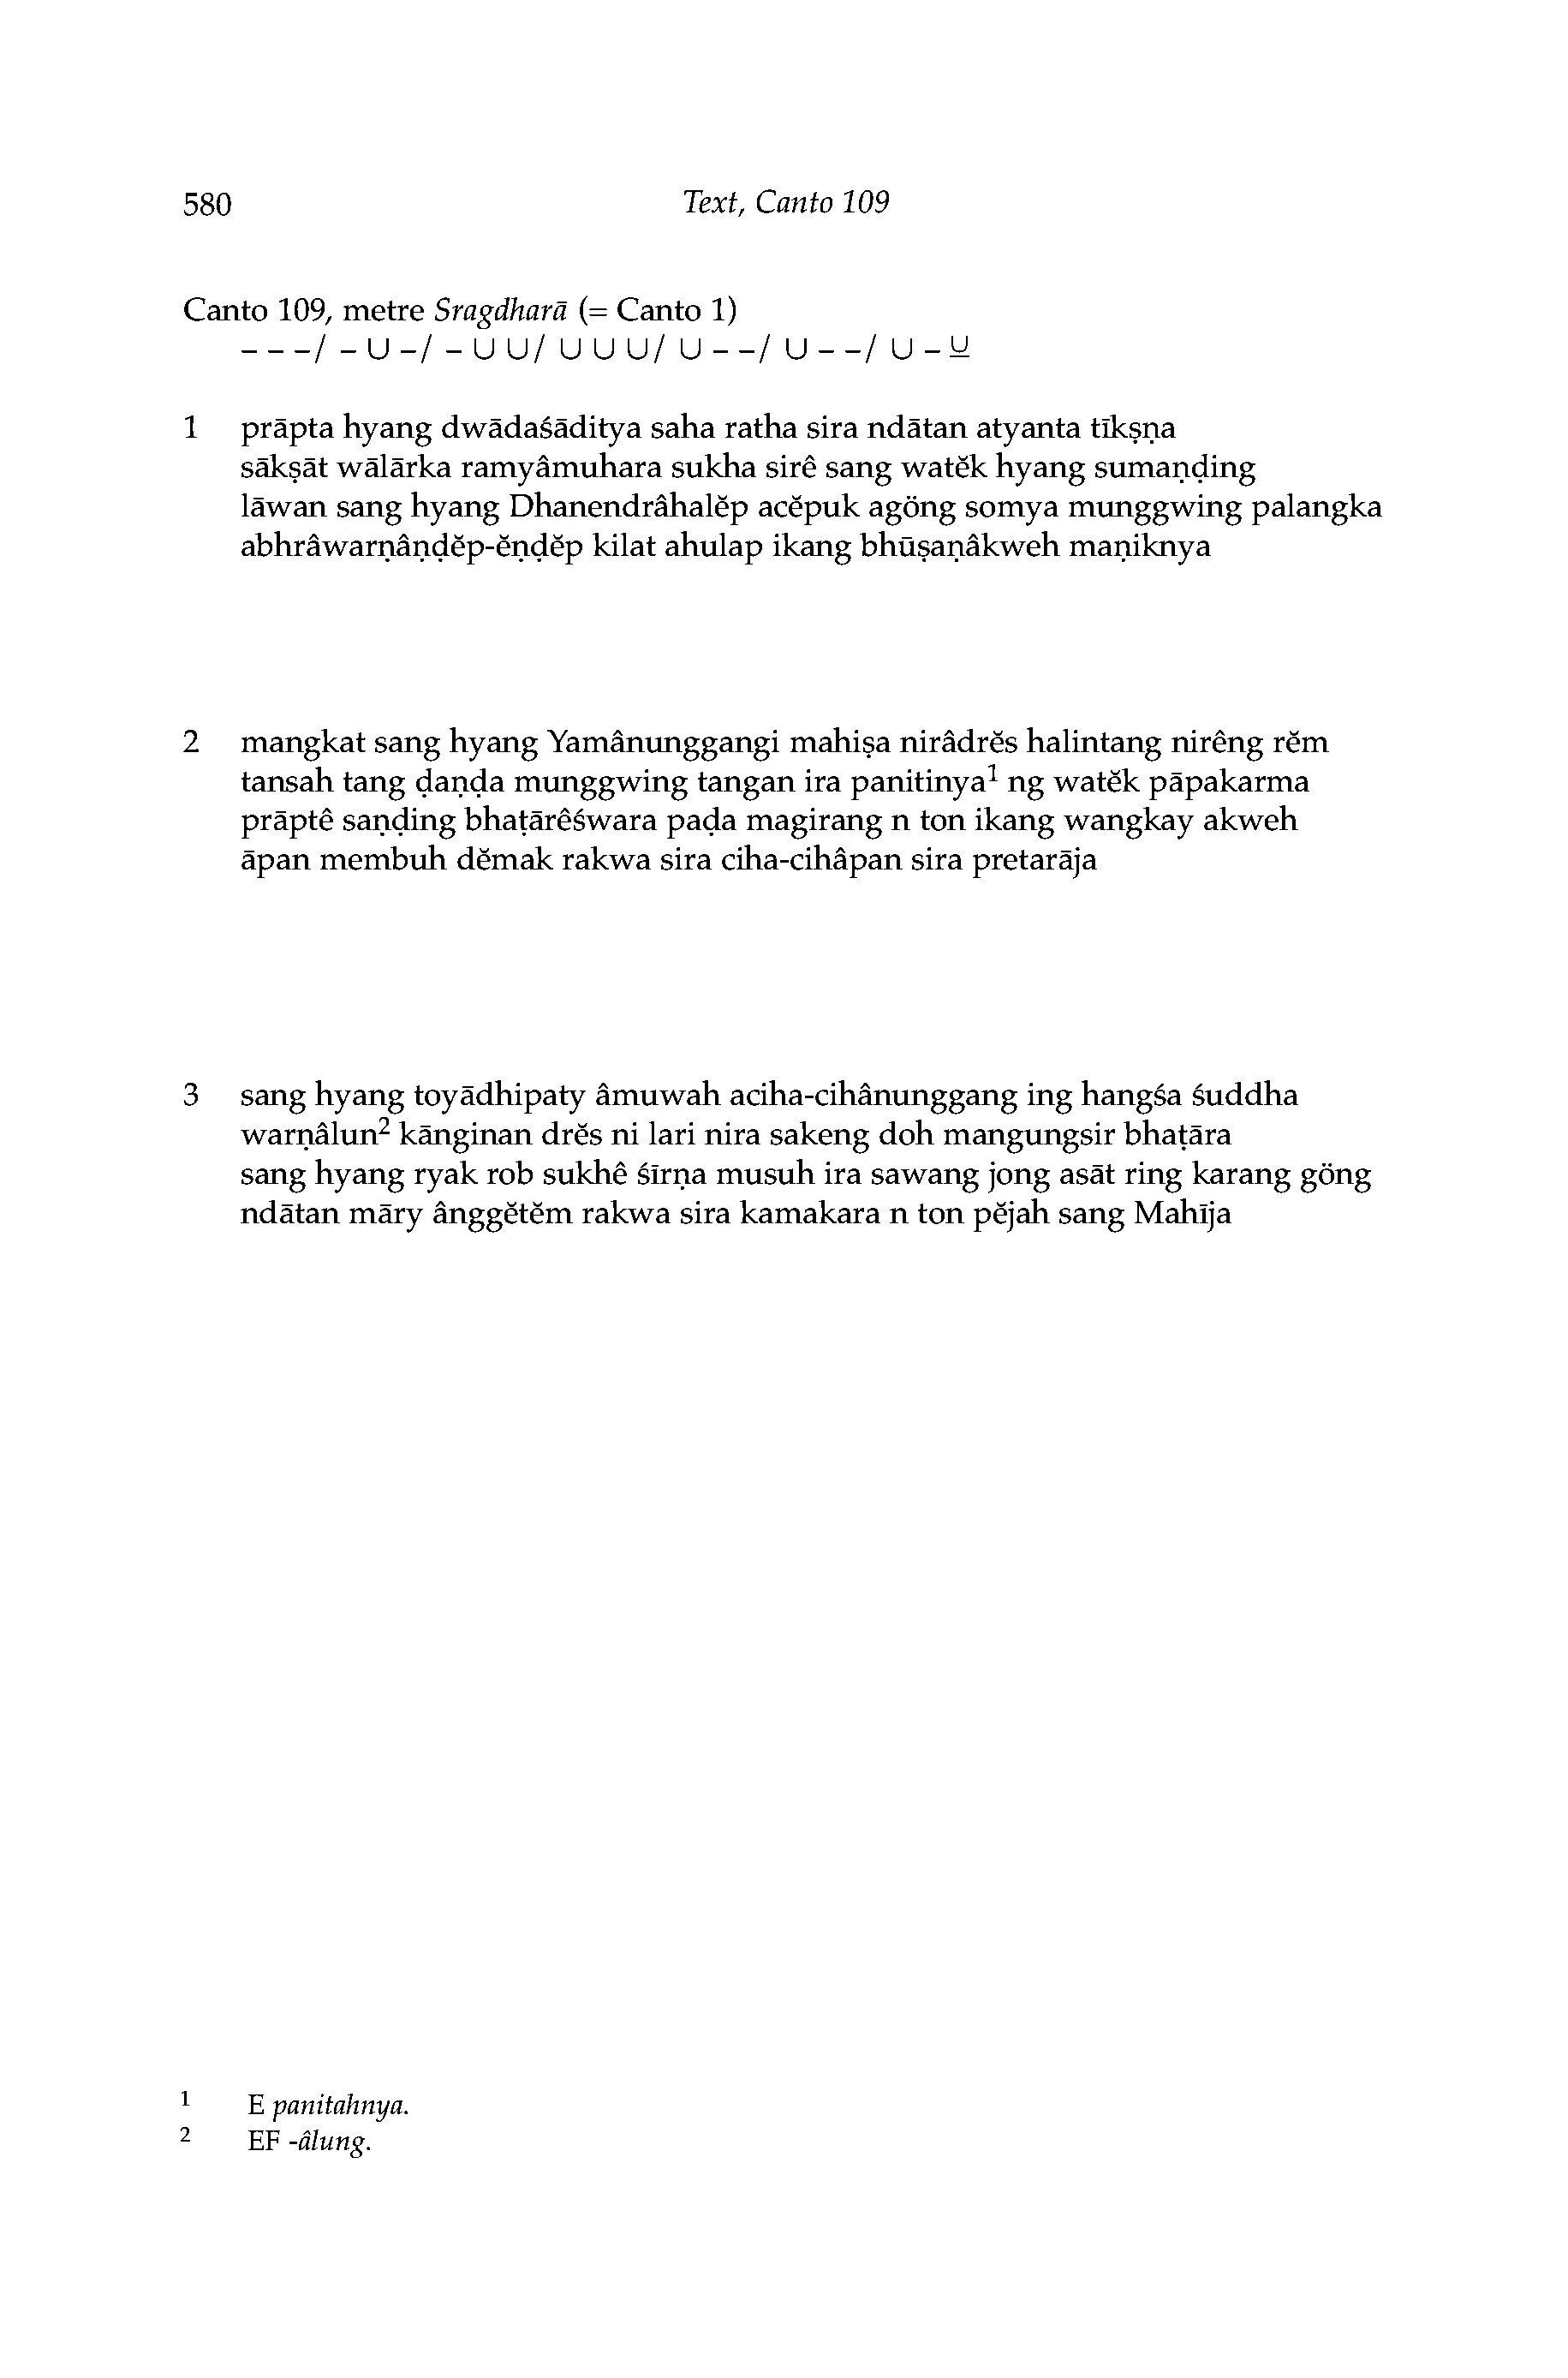 580 Text, Canto 109
Canto 109, metre Sragdharā (= Canto 1)
– – –/ – ∪ –/ – ∪ ∪/ ∪ ∪ ∪/ ∪ – –/ ∪ – –/ ∪ – ∪̲
1 prāpta hyang dwādaśāditya saha ratha sira ndātan atyanta tīkṣṇa
sākṣāt wālārka ramyâmuhara sukha sirê sang watĕk hyang sumaṇḍing
lāwan sang hyang Dhanendrâhalĕp acĕpuk agöng somya munggwing palangka
abhrâwarṇâṇḍĕp-ĕṇḍĕp kilat ahulap ikang bhūṣaṇâkweh maṇiknya
2 mangkat sang hyang Yamânunggangi mahiṣa nirâdrĕs halintang nirêng rĕm
tansah tang ḍaṇḍa munggwing tangan ira panitinya¹ ng watĕk pāpakarma
prāptê saṇḍing bhaṭārêśwara paḍa magirang n ton ikang wangkay akweh
āpan membuh dĕmak rakwa sira ciha-cihâpan sira pretarāja
3 sang hyang toyādhipaty âmuwah aciha-cihânunggang ing hangśa śuddha
warṇâlun² kānginan drĕs ni lari nira sakeng doh mangungsir bhaṭāra
sang hyang ryak rob sukhê śīrṇa musuh ira sawang jong asāt ring karang göng
ndātan māry ânggĕtĕm rakwa sira kamakara n ton pĕjah sang Mahīja
1 E panitahnya.
2 EF -âlung.